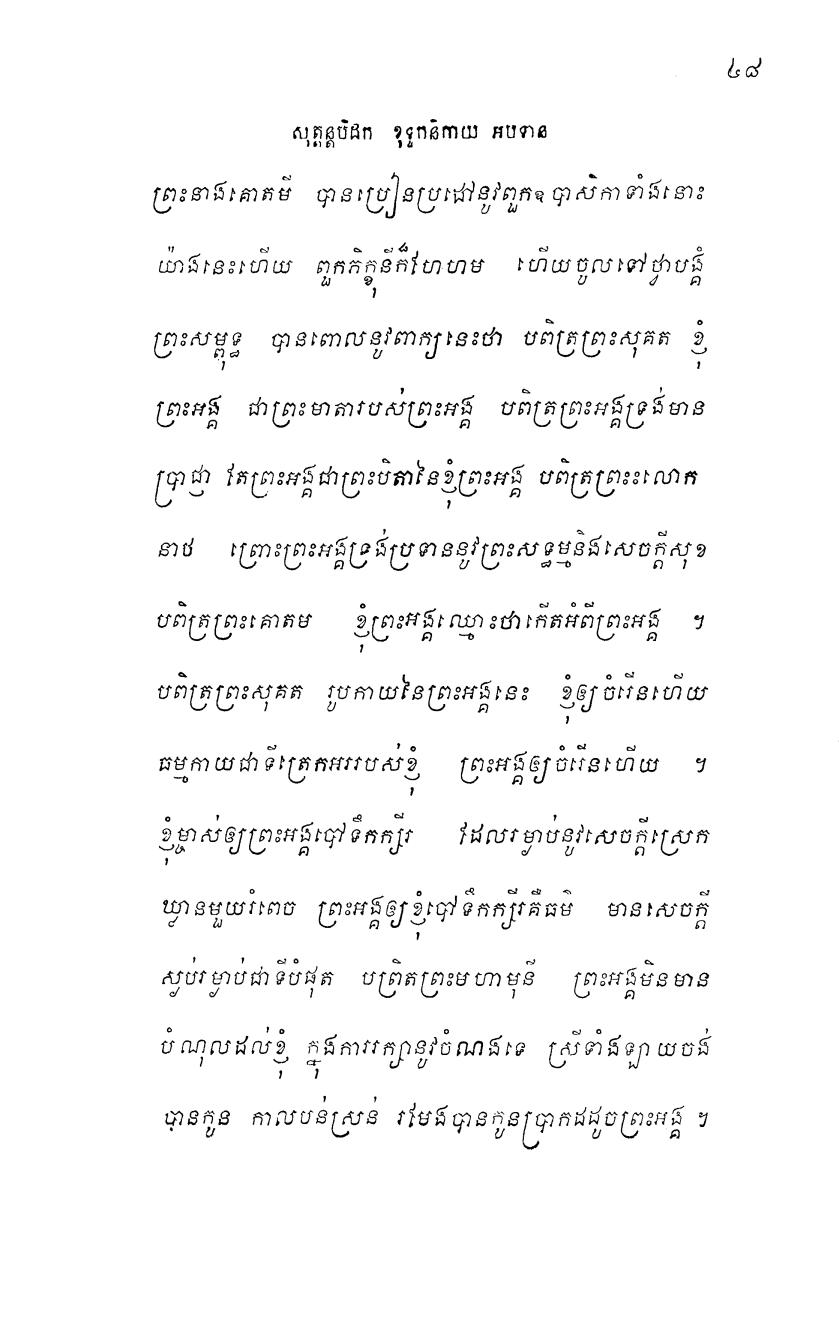 ៤៨
សុត្តន្តបិដក ខុទ្ទកនិកាយ អបទាន
ព្រះនាងគោតមី បានប្រៀនប្រដៅនូវពួកឧបាសិកាទាំងនោះ
យ៉ាងនេះហើយ ពួកភិក្ខុនីក៏ហែហម ហើយចូលទៅថ្វាបង្គំ
ព្រះសម្ពុទ្ធ បានពោលនូវពាក្យនេះថា បពិត្រព្រះសុគត ខ្ញុំ
ព្រះអង្គ ជាព្រះមាតារបស់ព្រះអង្គ បពិត្រព្រះអង្គទ្រង់មាន
ប្រាជ្ញា តែព្រះអង្គជាព្រះបិតានៃខ្ញុំព្រះអង្គ បពិត្រព្រះលោក
នាថ ព្រោះព្រះអង្គទ្រង់ប្រទាននូវព្រះសទ្ធម្មនិងសេចក្តីសុខ
បពិត្រព្រះគោតម ខ្ញុំព្រះអង្គឈ្មោះថាកើតអំពីព្រះអង្គ ។
បពិត្រព្រះសុគត រូបកាយនៃព្រះអង្គនេះ ខ្ញុំឲ្យចំរើនហើយ
ធម្មកាយជាទីត្រេកអររបស់ខ្ញុំ ព្រះអង្គឲ្យចំរើនហើយ ។
ខ្ញុំម្ចាស់ឲ្យព្រះអង្គបៅទឹកក្សីរ ដែលរម្ងាប់នូវសេចក្តីស្រេក
ឃ្លានមួយរំពេច ព្រះអង្គឲ្យខ្ញុំបៅទឹកក្សីរគឺធម៌ មានសេចក្តី
ស្ងប់រម្ងាប់ជាទីបំផុត បព្រិតព្រះមហាមុនី ព្រះអង្គមិនមាន
បំណុលដល់ខ្ញុំ ក្នុងការរក្សានូវចំណងទេ ស្រីទាំងឡាយចង់
បានកូន កាលបន់ស្រន់ រមែងបានកូនប្រាកដដូចព្រះអង្គ ។